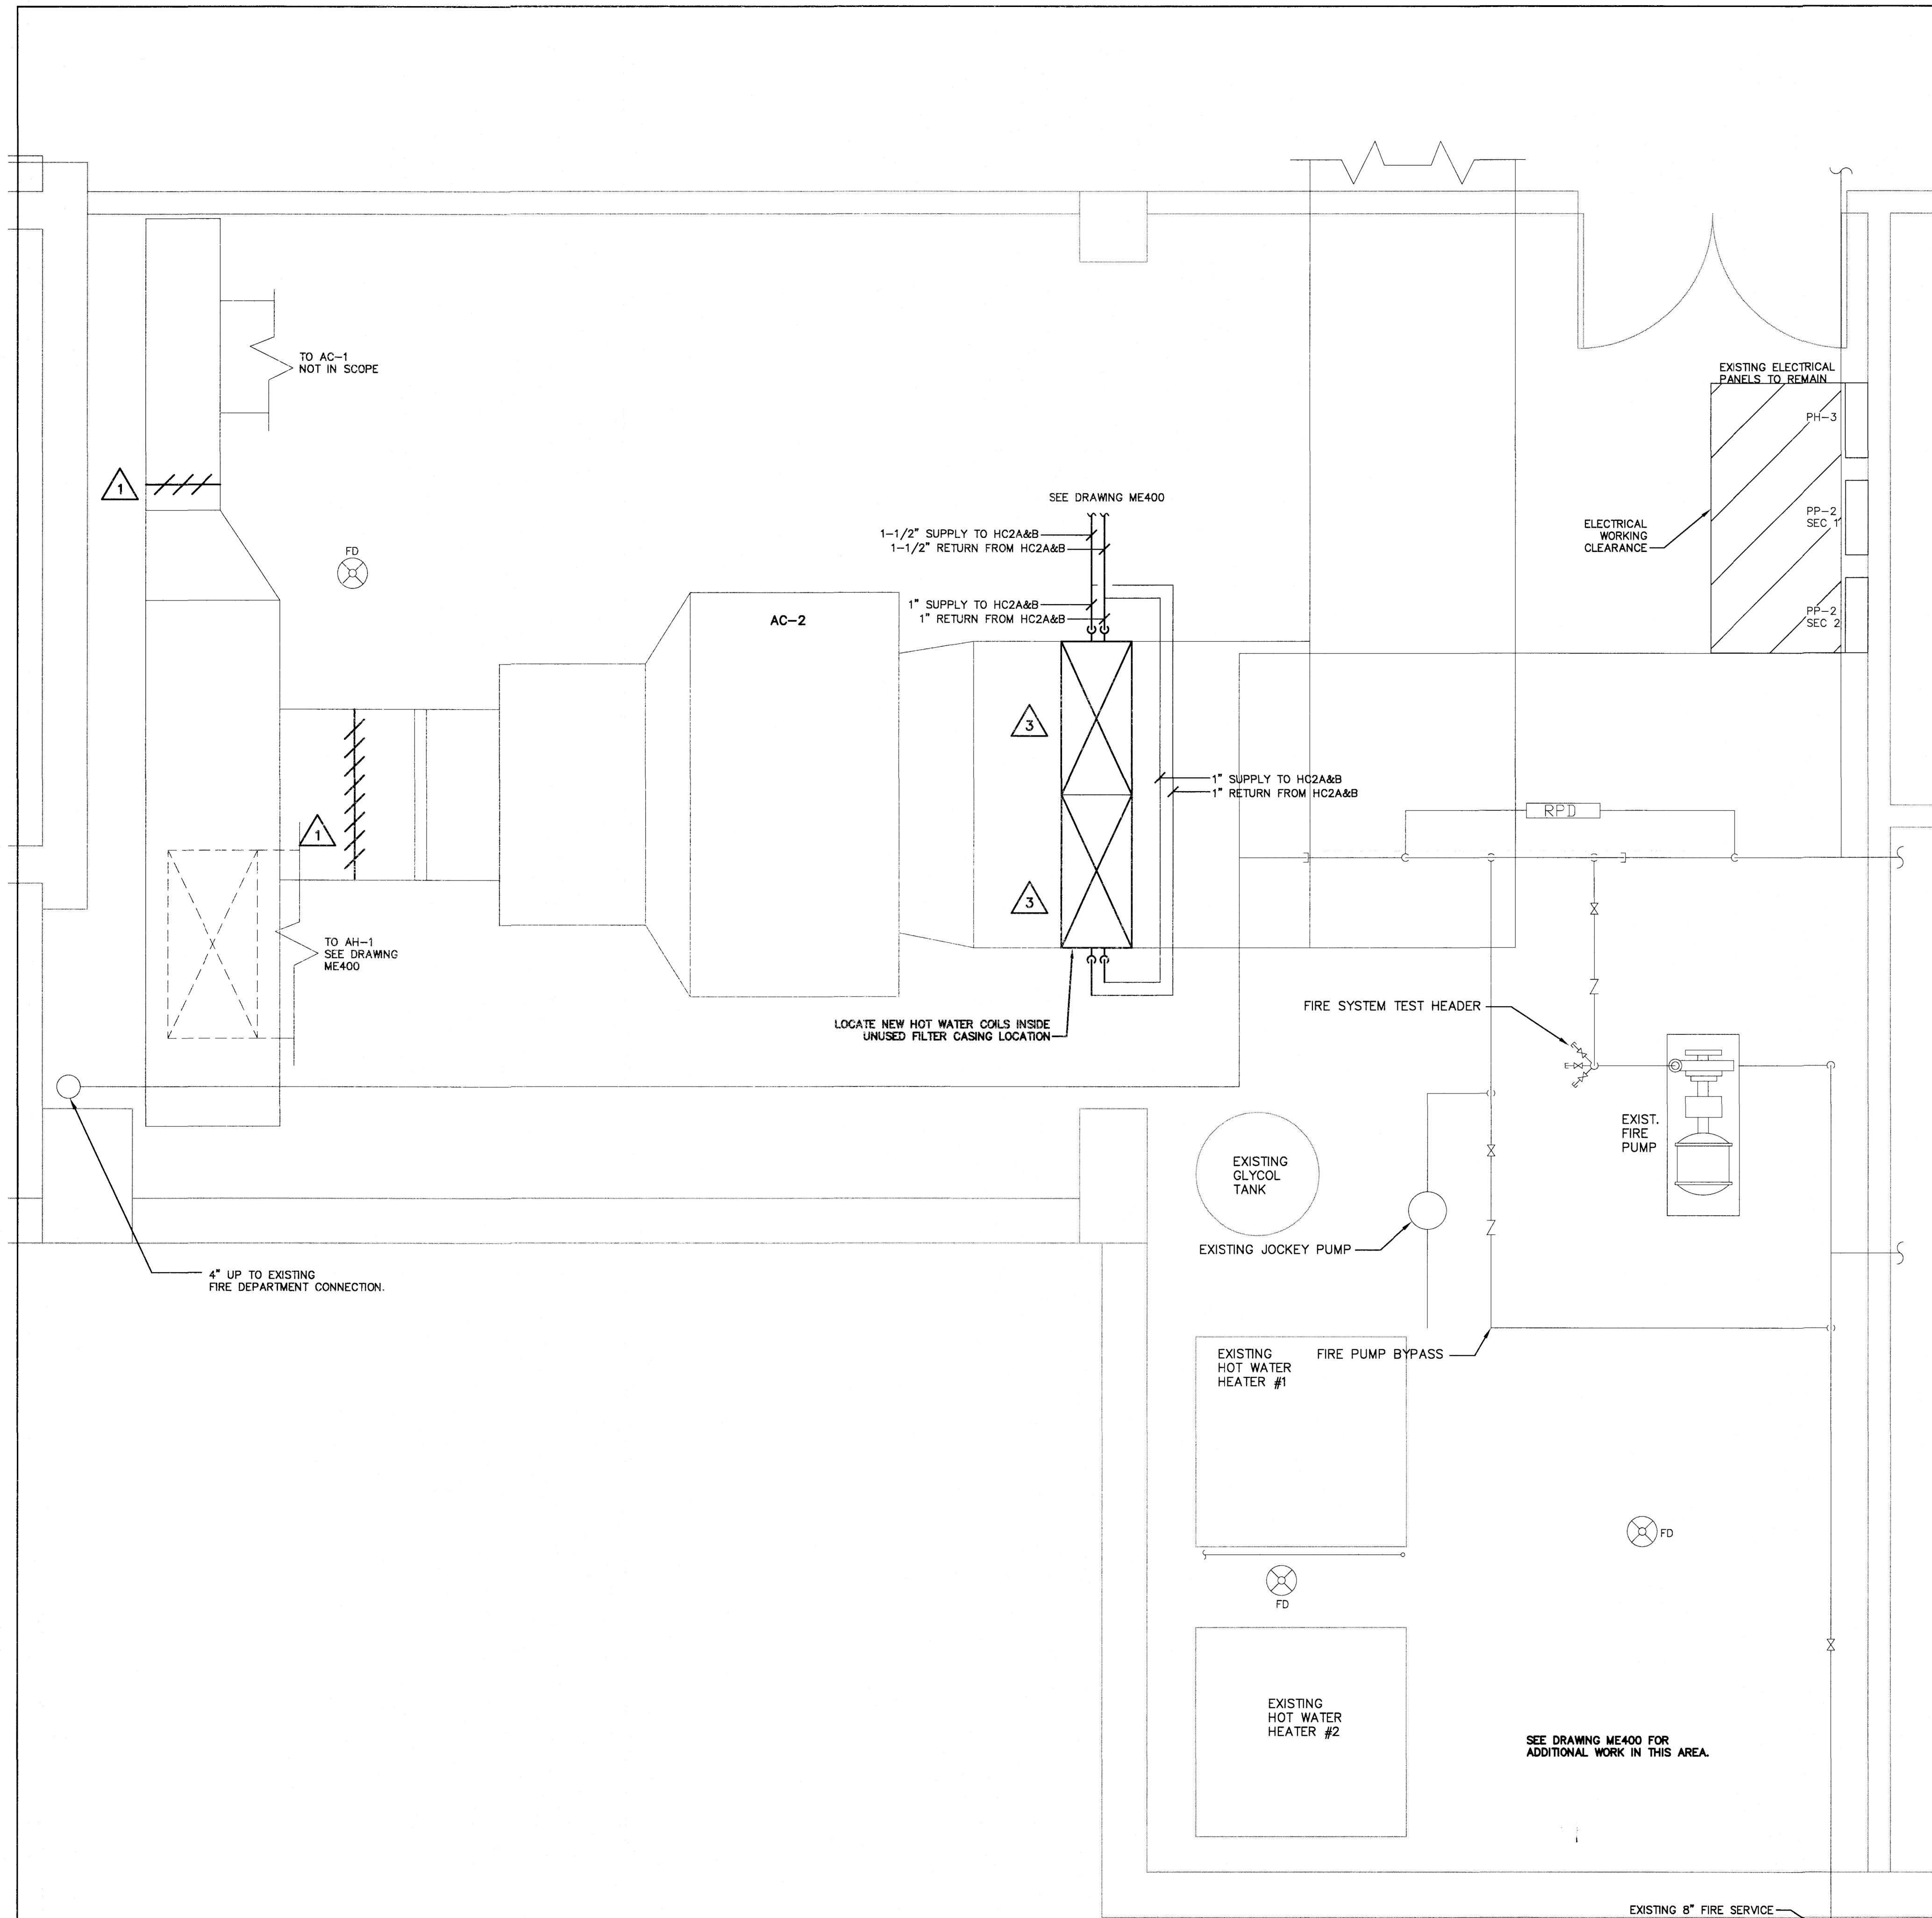 TO AC-1
NOT IN SCOPE
EXISTING ELECTRICAL
PANELS TO REMAIN
PH-3
1
SEE DRAWING ME400
1-1/2" SUPPLY TO HC2A&B
1-1/2" RETURN FROM HC2A&B
PP-2
SEC 1
ELECTRICAL
WORKING
CLEARANCE
FD
1" SUPPLY TO HC2A&B
1" RETURN FROM HC2A&B
AC-2
PP-2
SEC 2
3
1" SUPPLY TO HC2A&B
1" RETURN FROM HC2A&B
RPD
1
3
TO AH-1
SEE DRAWING
ME400
FIRE SYSTEM TEST HEADER
LOCATE NEW HOT WATER COILS INSIDE
UNUSED FILTER CASING LOCATION
EXIST.
FIRE
PUMP
EXISTING
GLYCOL
TANK
EXISTING JOCKEY PUMP
4" UP TO EXISTING
FIRE DEPARTMENT CONNECTION.
EXISTING
HOT WATER
HEATER #1
FIRE PUMP BYPASS
FD
FD
EXISTING
HOT WATER
HEATER #2
SEE DRAWING ME400 FOR
ADDITIONAL WORK IN THIS AREA.
EXISTING 8" FIRE SERVICE